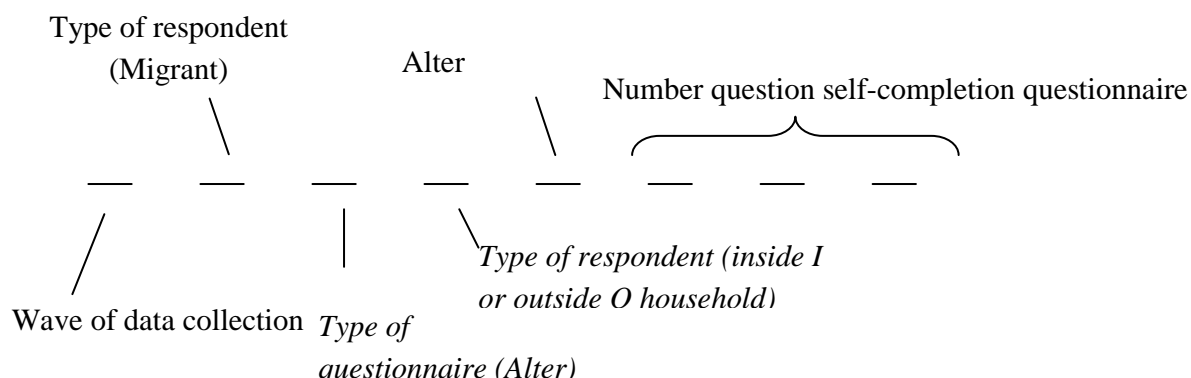 Type of respondent
(Migrant)
Alter
Number question self-completion questionnaire
Type of respondent (inside I
or outside O household)
Wave of data collection
Type of
questionnaire (Alter)